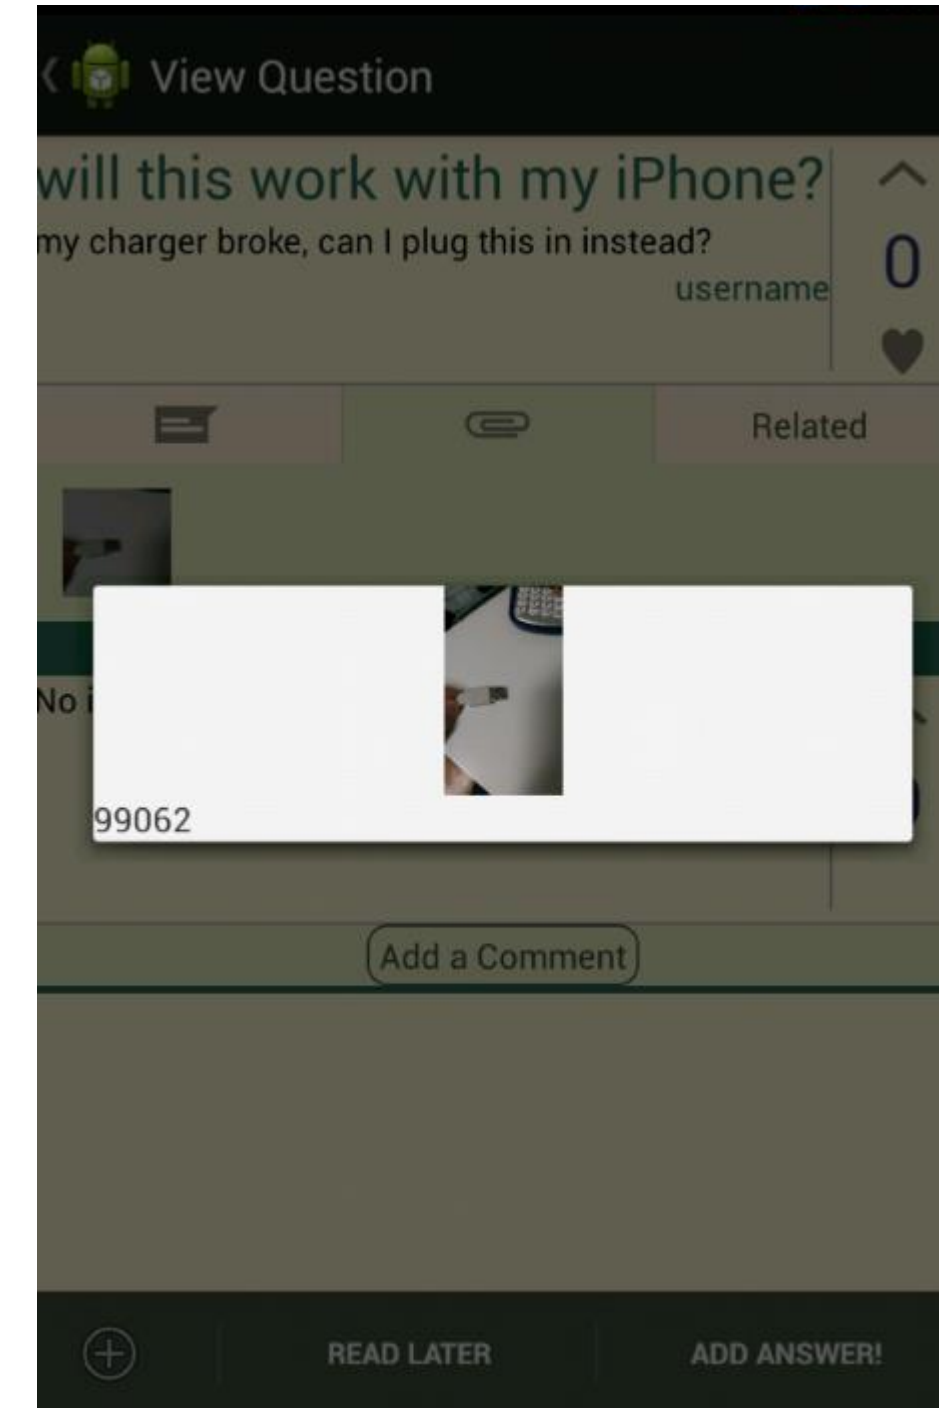 View Question
will this work with my iPhone?
my charger broke, can I plug this in instead?
0
username
Related
No
99062
Add a Comment
READ LATER
ADD ANSWER!